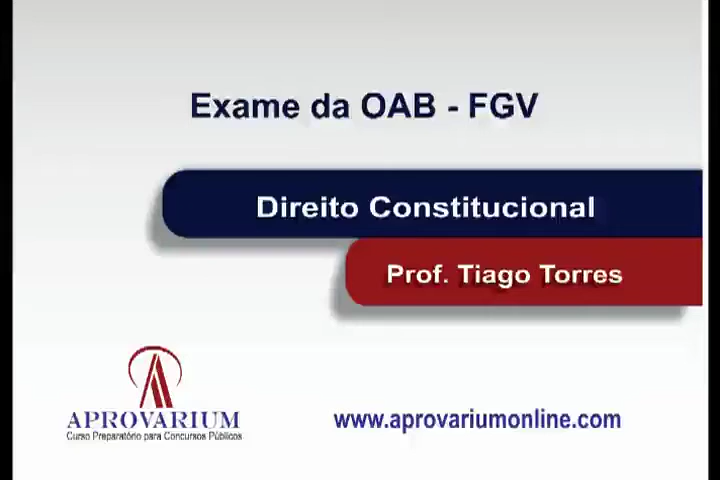 Exame da OAB - FGV
Direito Constitucional
Prof. Tiago Torres
APROVARIUM
Curso Preparatório para Concursos Públicos
www.aprovariumonline.com